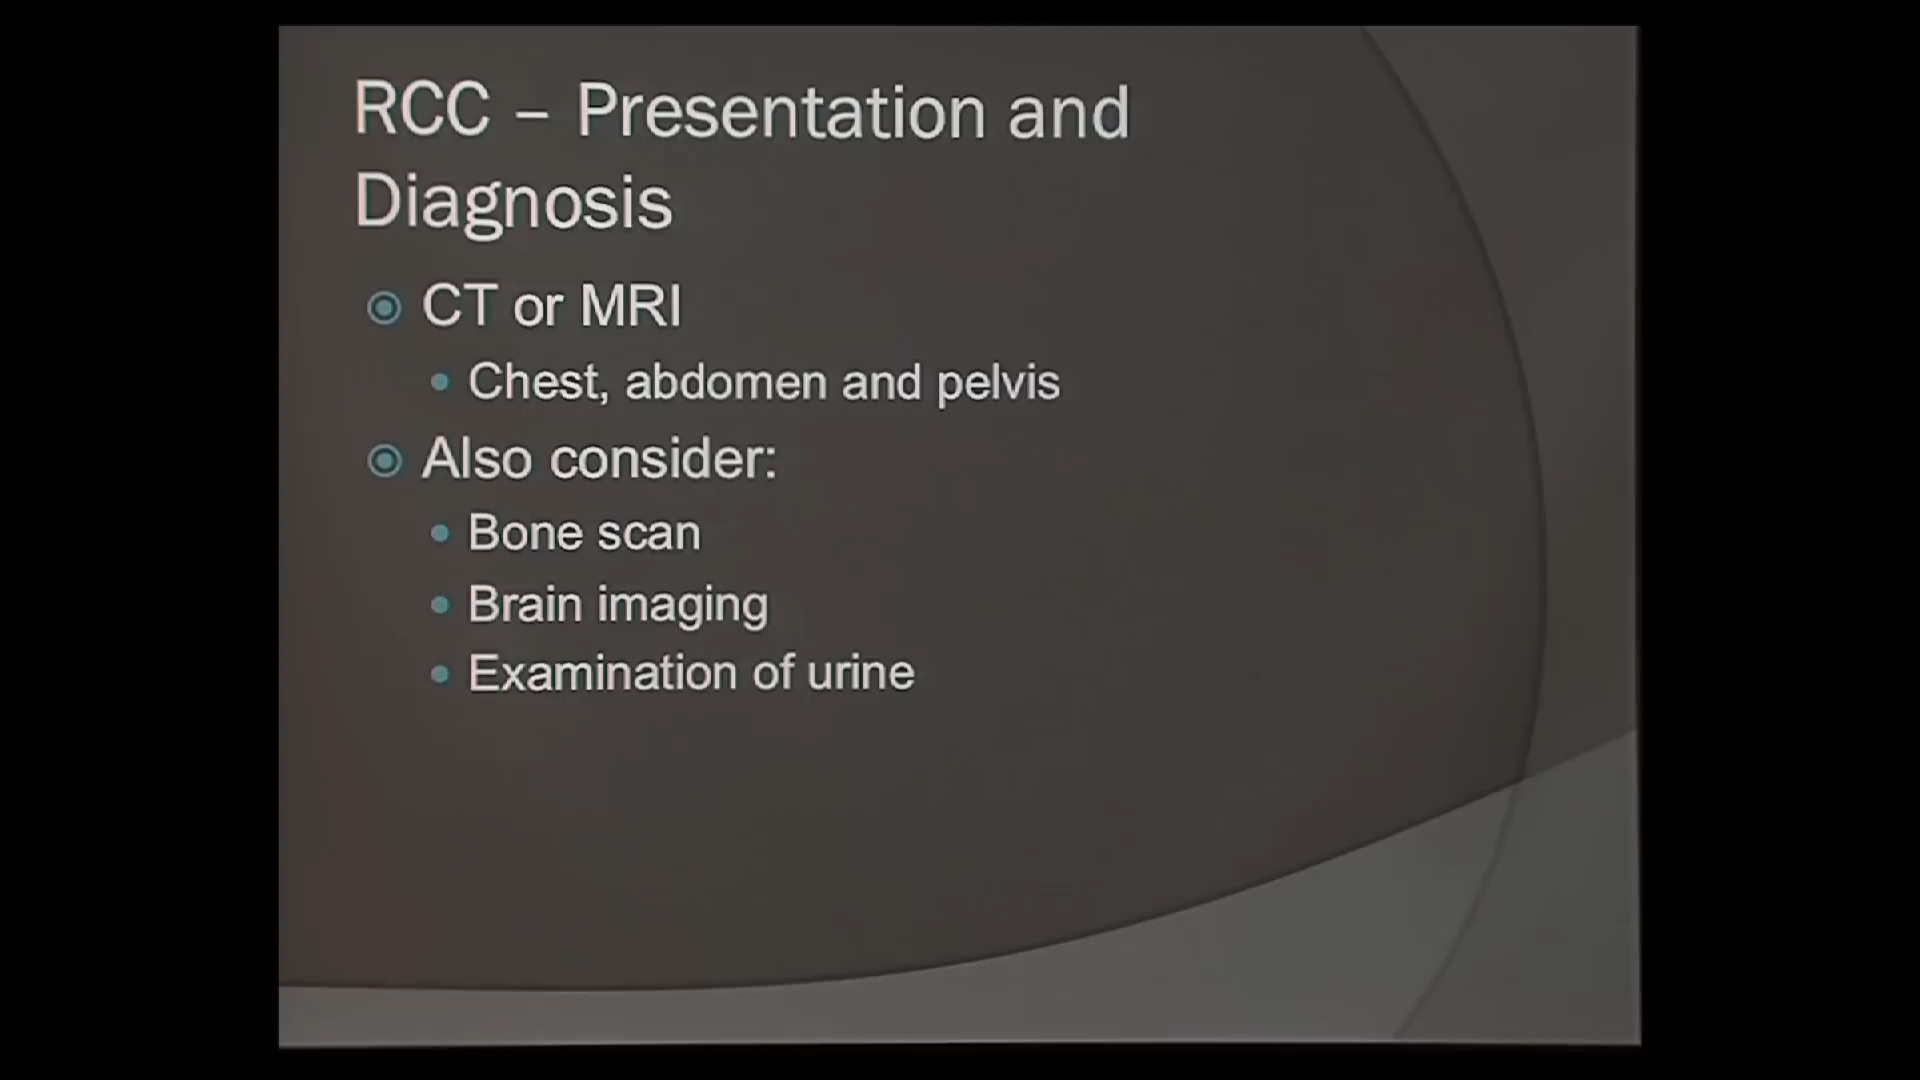 RCC – Presentation and
Diagnosis
CT or MRI
Chest, abdomen and pelvis
Also consider:
Bone scan
Brain imaging
Examination of urine